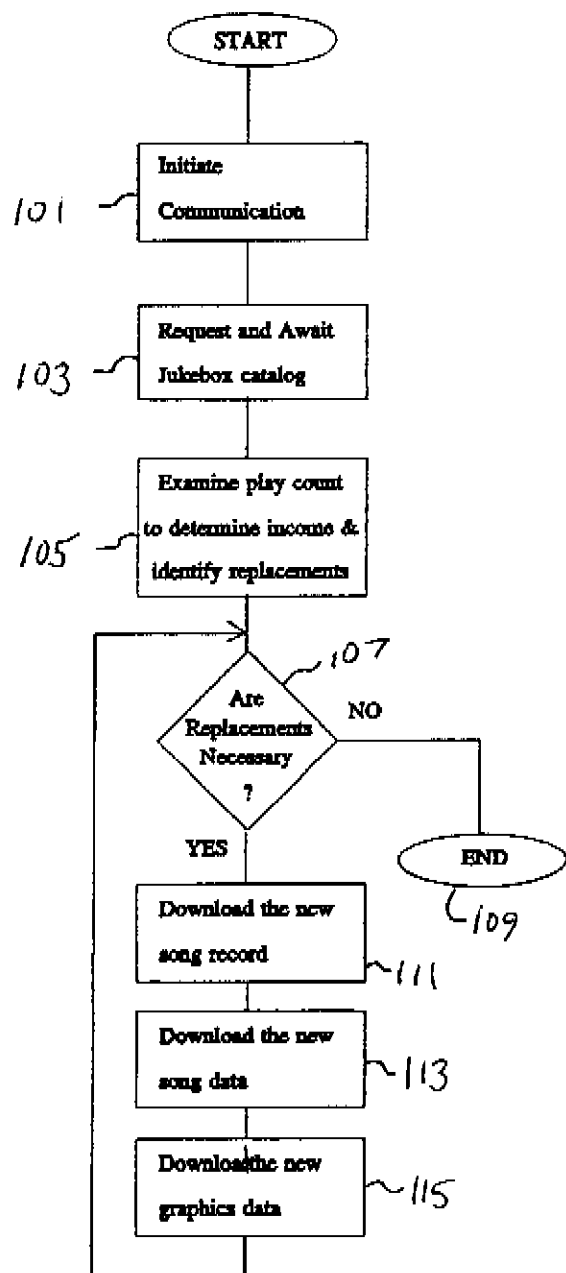 START
Initiate
Communication
101
Request and Await
Jukebox catalog
103
Examine play count
to determine income &
identify replacements
105
107
Are
Replacements
Necessary
?
NO
YES
END
109
Download the new
song record
111
Download the new
song data
113
Download the new
graphics data
115